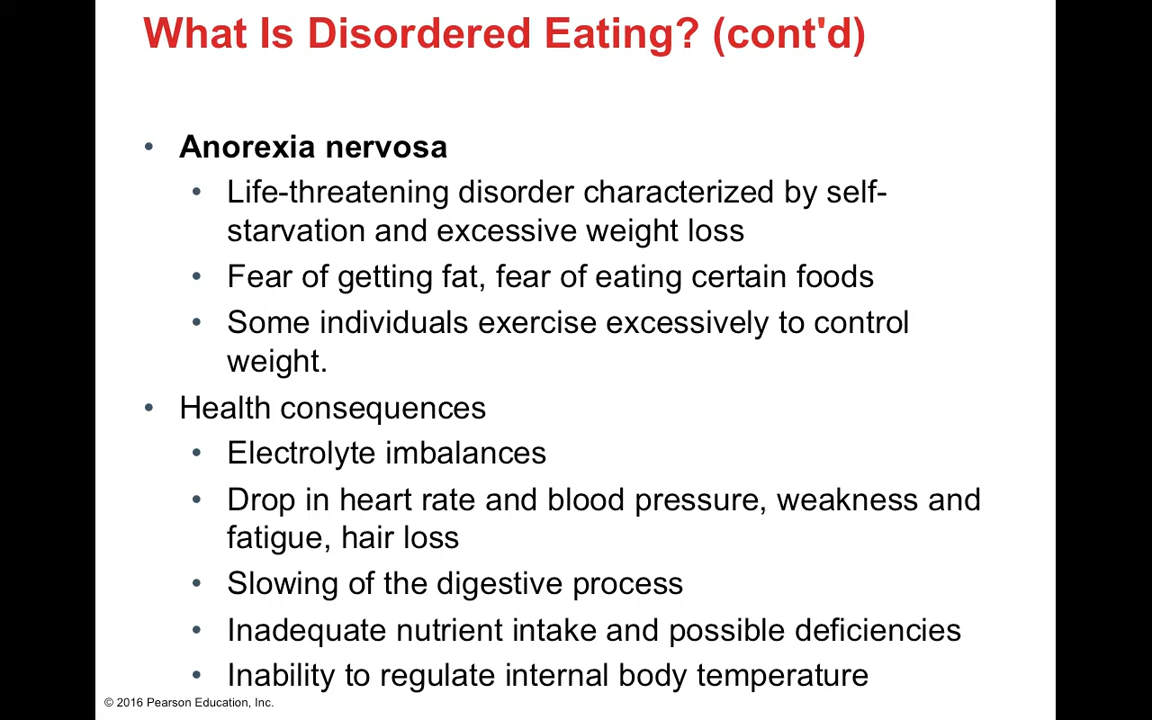 What Is Disordered Eating? (cont'd)
• Anorexia nervosa
• Life-threatening disorder characterized by self-
starvation and excessive weight loss
• Fear of getting fat, fear of eating certain foods
• Some individuals exercise excessively to control
weight.
• Health consequences
• Electrolyte imbalances
• Drop in heart rate and blood pressure, weakness and
fatigue, hair loss
• Slowing of the digestive process
• Inadequate nutrient intake and possible deficiencies
• Inability to regulate internal body temperature
© 2016 Pearson Education, Inc.